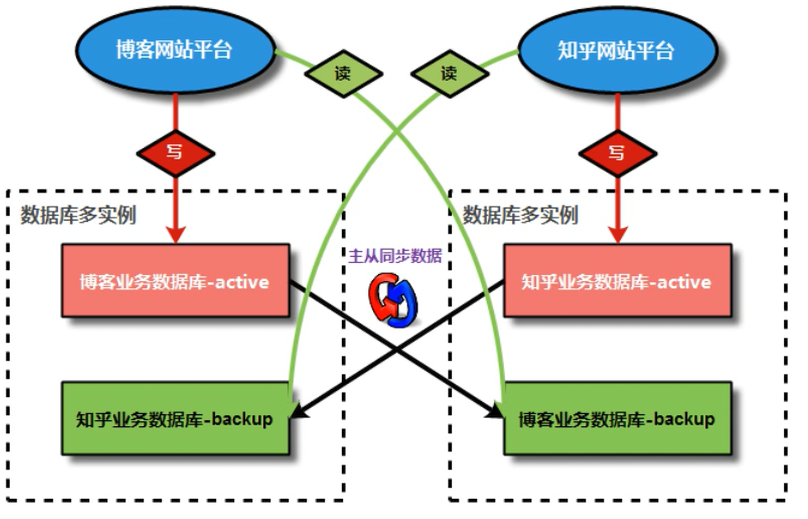 博客网站平台
读
读
知乎网站平台
写
写
数据库多实例
数据库多实例
主从同步数据
博客业务数据库-active
知乎业务数据库-active
知乎业务数据库-backup
博客业务数据库-backup